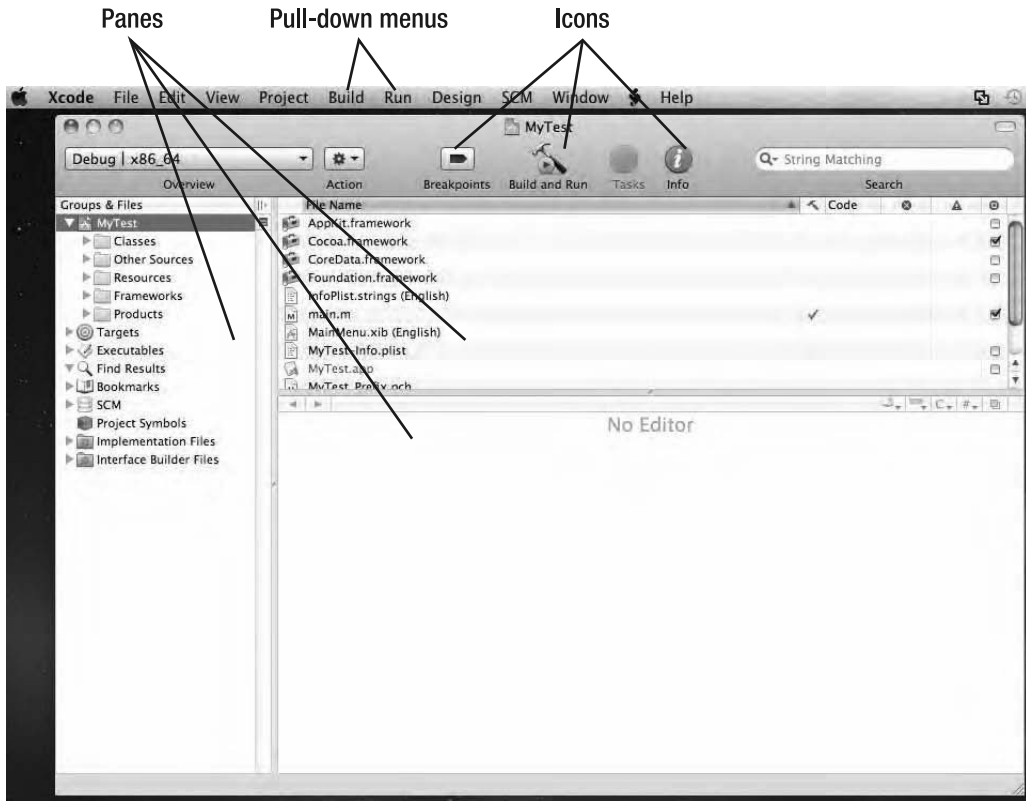 Panes Pull-down menus Icons
Xcode File Edit View Project Build Run Design SCM Window Help
MyTest
Debug | x86_64 String Matching
Overview Action Breakpoints Build and Run Tasks Info Search
Groups & Files File Name Code
MyTest AppKit.framework
Classes Cocoa.framework
Other Sources CoreData.framework
Resources Foundation.framework
Frameworks InfoPlist.strings (English)
Products main.m
Targets MainMenu.xib (English)
Executables MyTest-Info.plist
Find Results MyTest.app
Bookmarks MyTest_Prefix.pch
SCM
Project Symbols No Editor
Implementation Files
Interface Builder Files